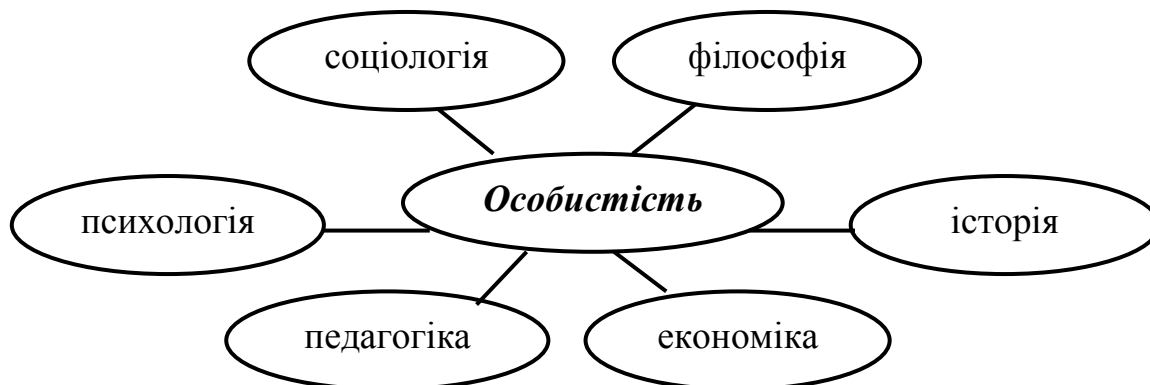 соціологія
філософія
Особистість
психологія
історія
педагогіка
економіка